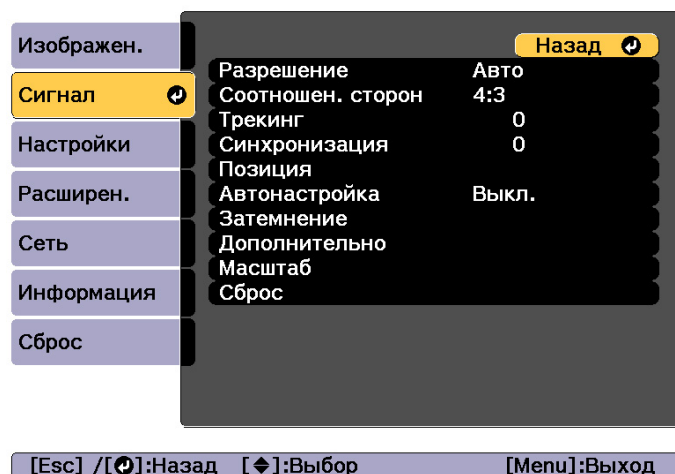 Изображен.
Сигнал
Настройки
Расширен.
Сеть
Информация
Сброс
Назад
Разрешение Авто
Соотношен. сторон 4:3
Трекинг 0
Синхронизация 0
Позиция
Автонастройка Выкл.
Затемнение
Дополнительно
Масштаб
Сброс
[Esc] /[⏎]:Назад [◆]:Выбор [Menu]:Выход